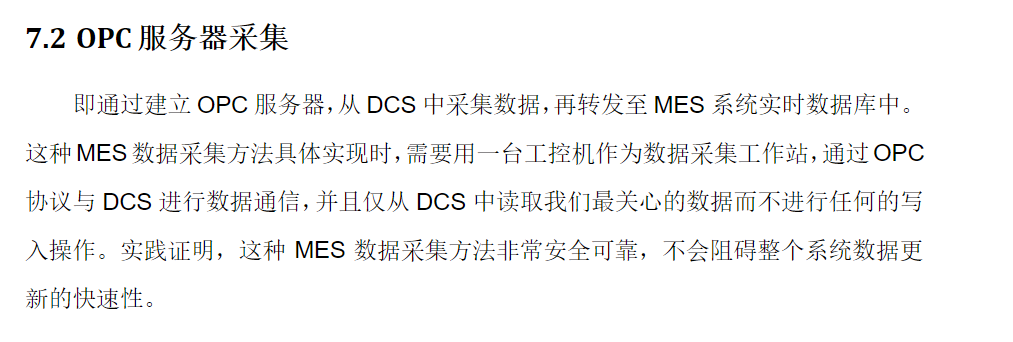 7.2 OPC 服务器采集
即通过建立 OPC 服务器，从 DCS 中采集数据，再转发至 MES 系统实时数据库中。
这种 MES 数据采集方法具体实现时，需要用一台工控机作为数据采集工作站，通过 OPC
协议与 DCS 进行数据通信，并且仅从 DCS 中读取我们最关心的数据而不进行任何的写
入操作。实践证明，这种 MES 数据采集方法非常安全可靠，不会阻碍整个系统数据更
新的快速性。